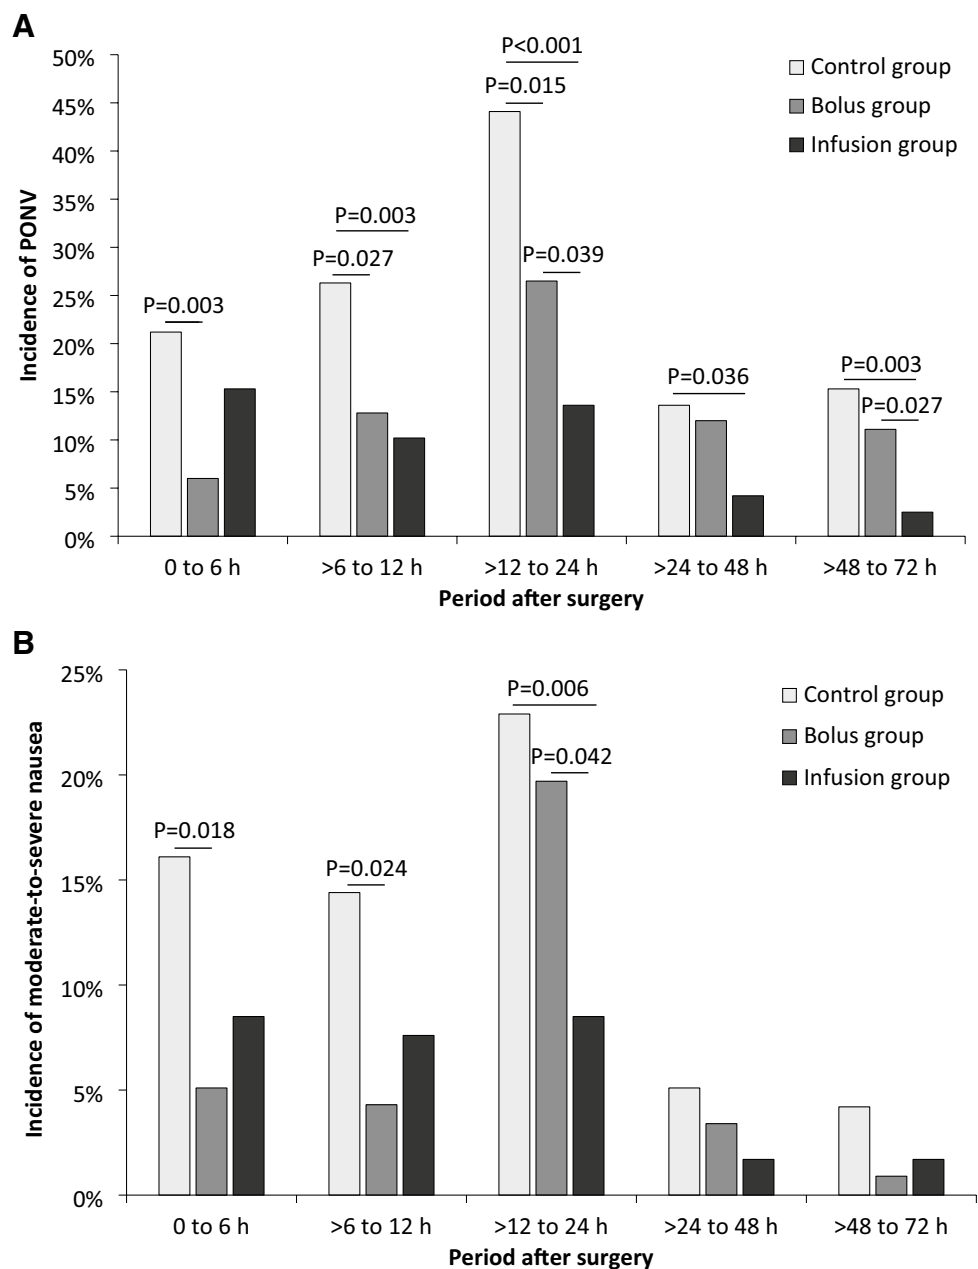 A
50%
45%
40%
35%
30%
25%
20%
15%
10%
5%
0%
Incidence of PONV
P<0.001
P=0.015
P=0.003
P=0.027
P=0.039
P=0.003
P=0.036
P=0.003
P=0.027
Control group
Bolus group
Infusion group
0 to 6 h
>6 to 12 h
>12 to 24 h
>24 to 48 h
>48 to 72 h
Period after surgery
B
25%
20%
15%
10%
5%
0%
Incidence of moderate-to-severe nausea
P=0.006
P=0.042
P=0.018
P=0.024
Control group
Bolus group
Infusion group
0 to 6 h
>6 to 12 h
>12 to 24 h
>24 to 48 h
>48 to 72 h
Period after surgery